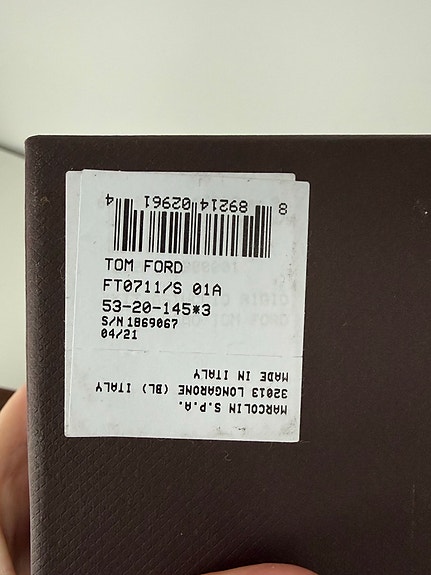 8 89214 02961 4
TOM FORD
FT0711/S 01A
53-20-145*3
S/N 1869067
04/21
MARCOLIN S.P.A.
32013 LONGARONE (BL) ITALY
MADE IN ITALY